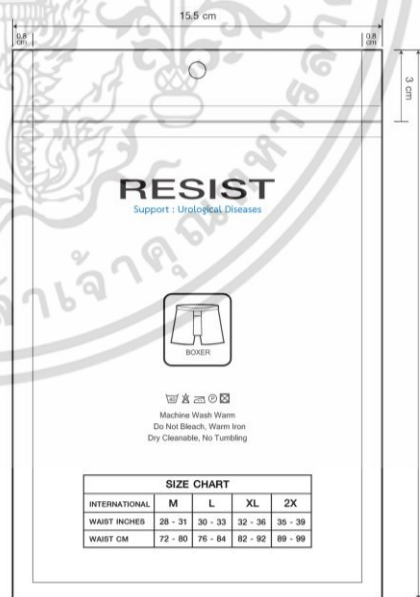 15.5 cm
0.8 cm
0.8 cm
3 cm
RESIST
Support : Urological Diseases
BOXER
Machine Wash Warm
Do Not Bleach, Warm Iron
Dry Cleanable, No Tumbling
SIZE CHART
INTERNATIONAL M L XL 2X
WAIST INCHES 28 - 31 30 - 33 32 - 36 35 - 39
WAIST CM 72 - 80 76 - 84 82 - 92 89 - 99